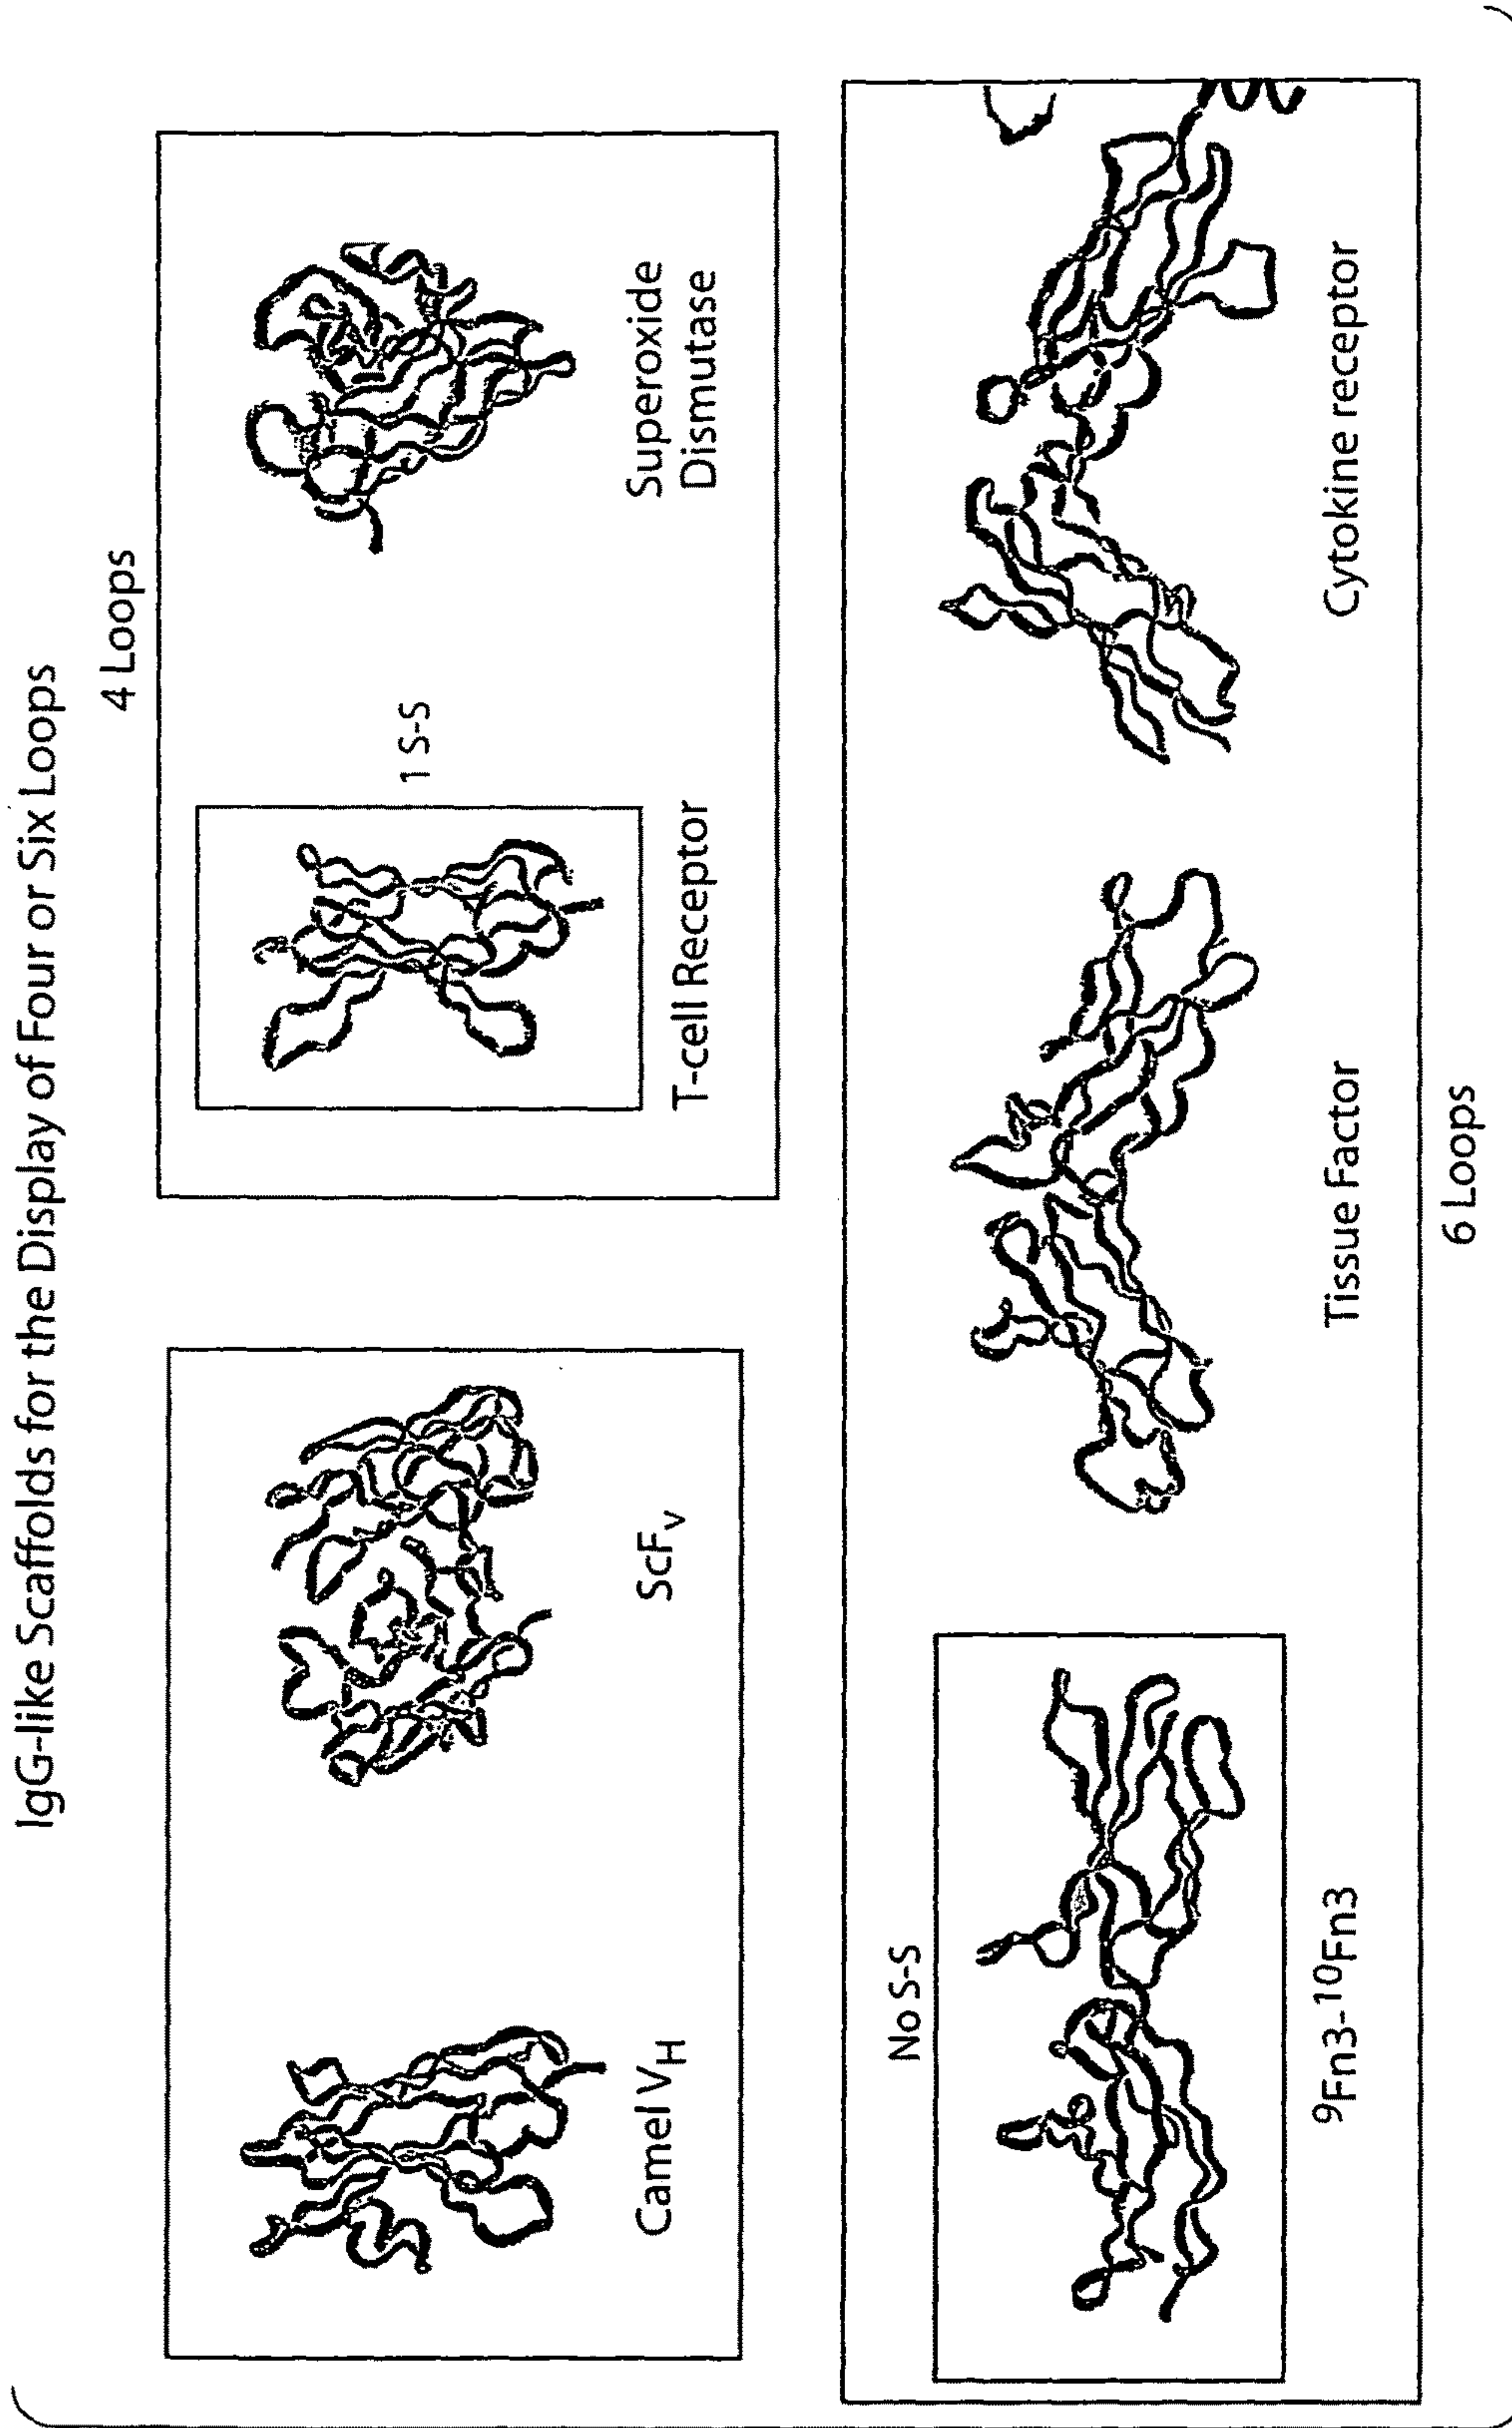 IgG-like Scaffolds for the Display of Four or Six Loops
4 Loops
1 S-S
Camel VH
ScFv
T-cell Receptor
Superoxide
Dismutase
No S-S
9Fn3-10Fn3
Tissue Factor
Cytokine receptor
6 Loops